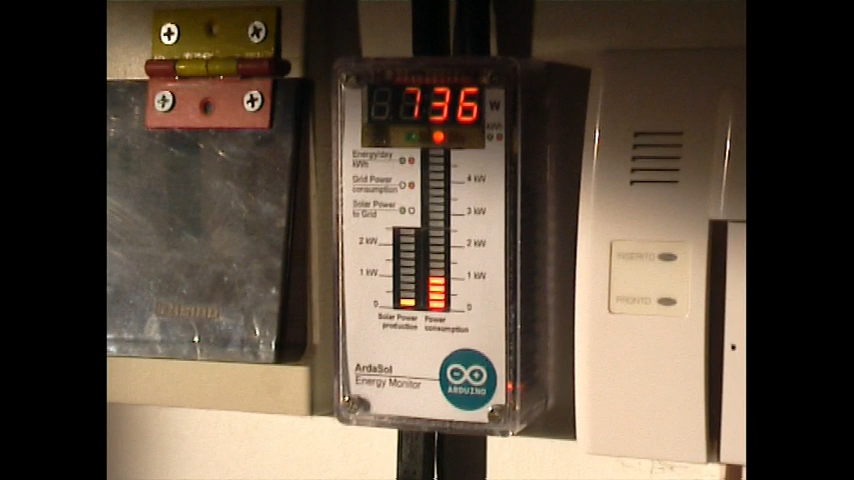 736
W
kWh
Energy/day
kWh
Grid Power
consumption
Solar Power
to Grid
4 kW
3 kW
2 kW
2 kW
1 kW
1 kW
0
0
Solar Power
production
Power
consumption
ArdaSol
Energy Monitor
ARDUINO
INSERITO
PRONTO